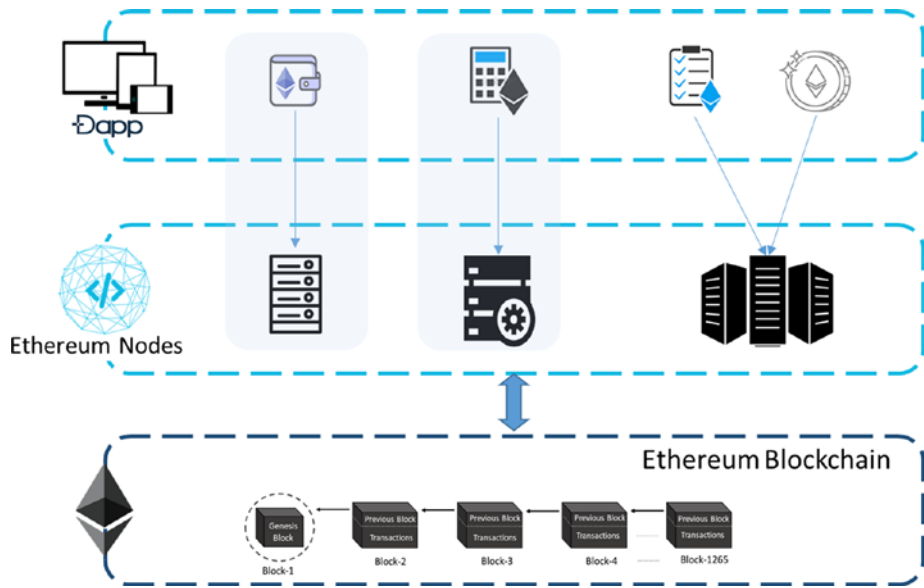 Dapp
Ethereum Nodes
</>
Ethereum Blockchain
Genesis
Block
Block-1
Previous Block
Transactions
Block-2
Previous Block
Transactions
Block-3
Previous Block
Transactions
Block-4
Previous Block
Transactions
Block-1265